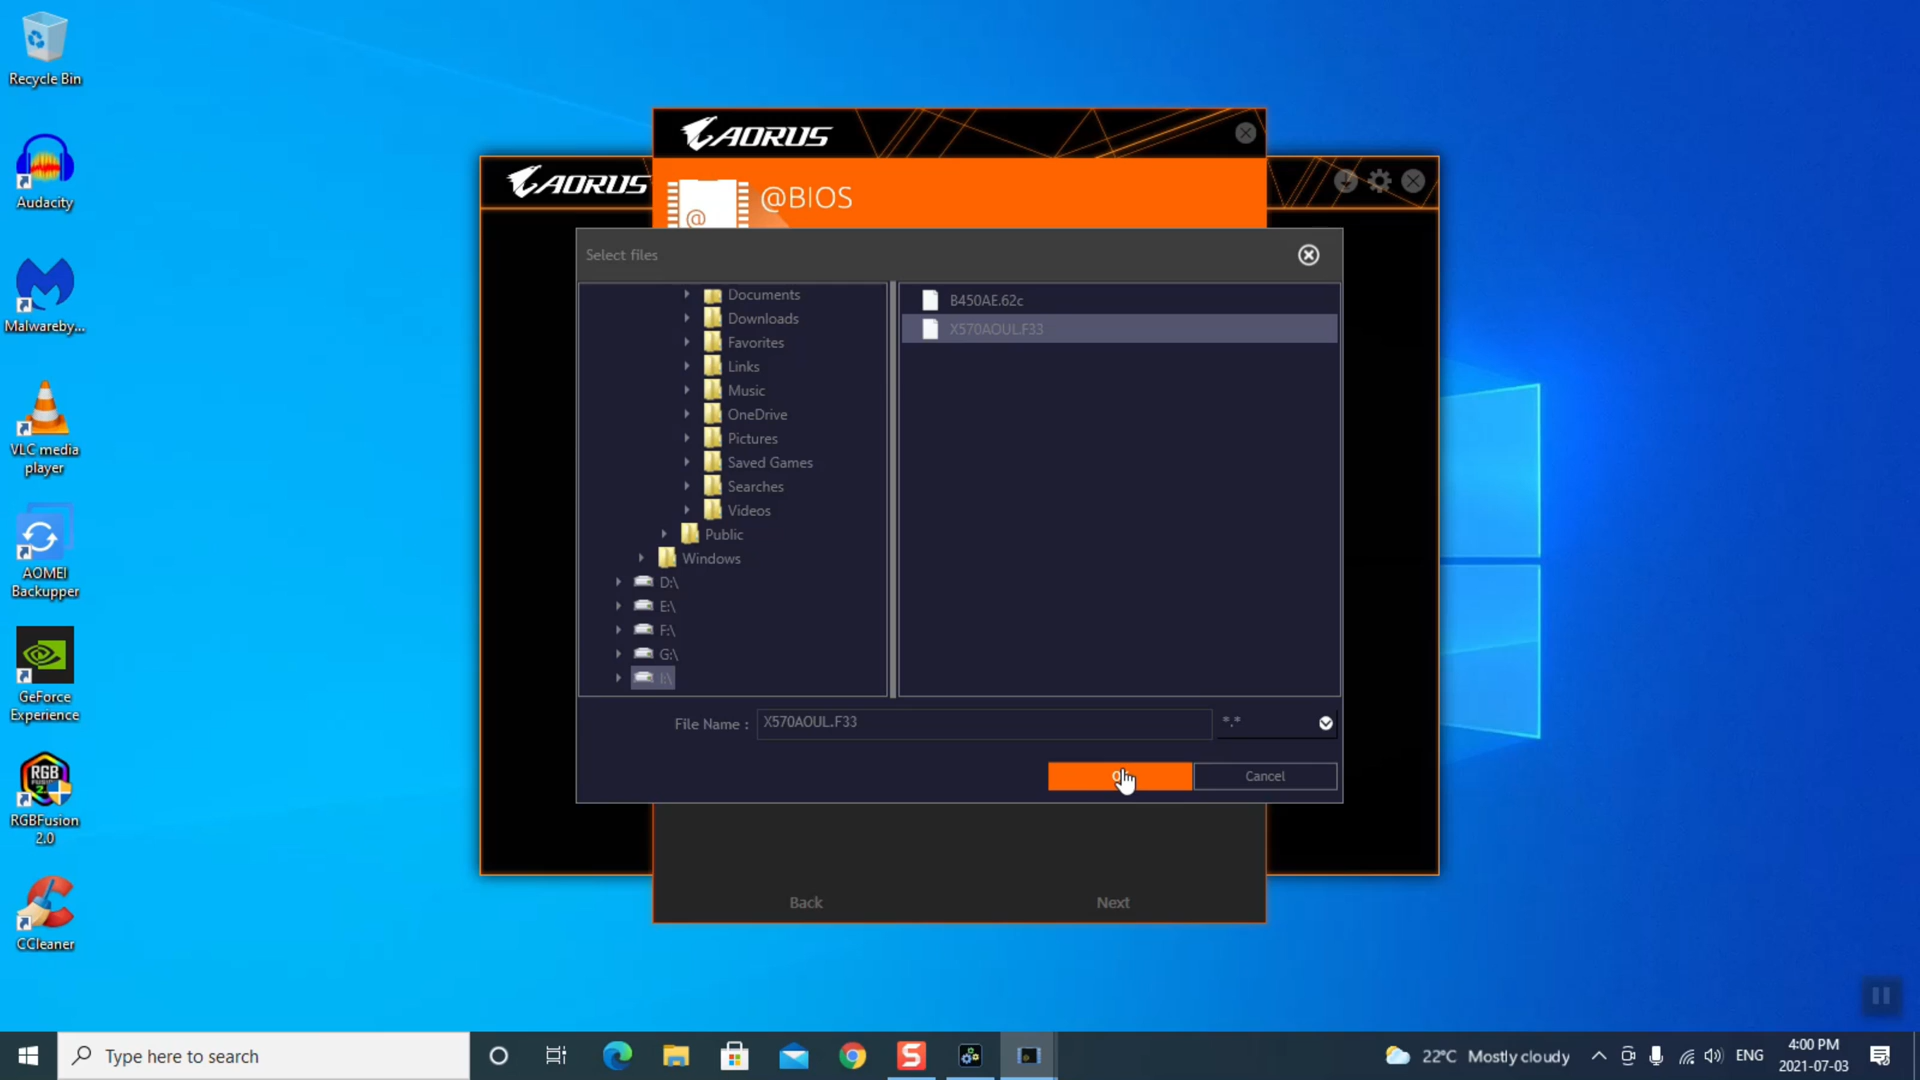 Recycle Bin
Audacity
Malwareby...
VLC media
player
AOMEI
Backupper
GeForce
Experience
RGB
RGBFusion
2.0
CCleaner
AORUS
AORUS
@BIOS
@
Select files
Documents
Downloads
Favorites
Links
Music
OneDrive
Pictures
Saved Games
Searches
Videos
Public
Windows
D:\
E:\
F:\
G:\
I:\
B450AE.62c
X570AOUL.F33
File Name :
X570AOUL.F33
*.*
Cancel
Back
Next
Type here to search
S
22°C Mostly cloudy
ENG
4:00 PM
2021-07-03